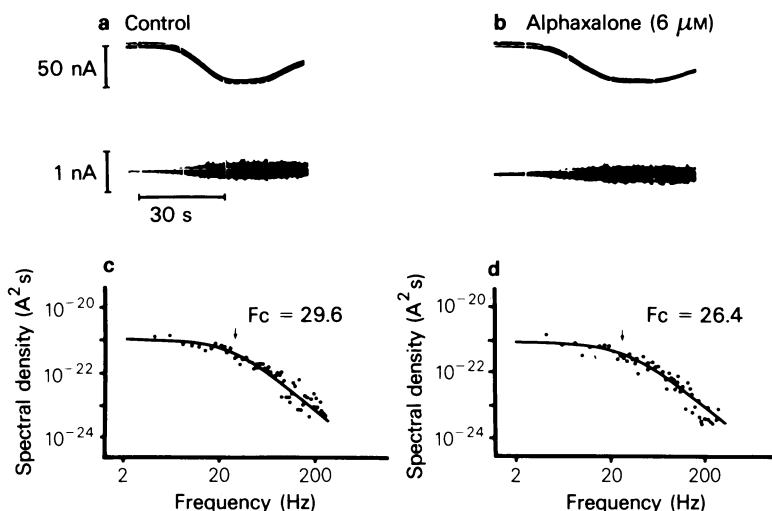 a Control
b Alphaxalone (6 μM)
50 nA
1 nA
30 s
c
d
Spectral density (A² s)
10⁻²⁰
10⁻²²
10⁻²⁴
Fc = 29.6
2 20 200
Frequency (Hz)
Spectral density (A² s)
10⁻²⁰
10⁻²²
10⁻²⁴
Fc = 26.4
2 20 200
Frequency (Hz)